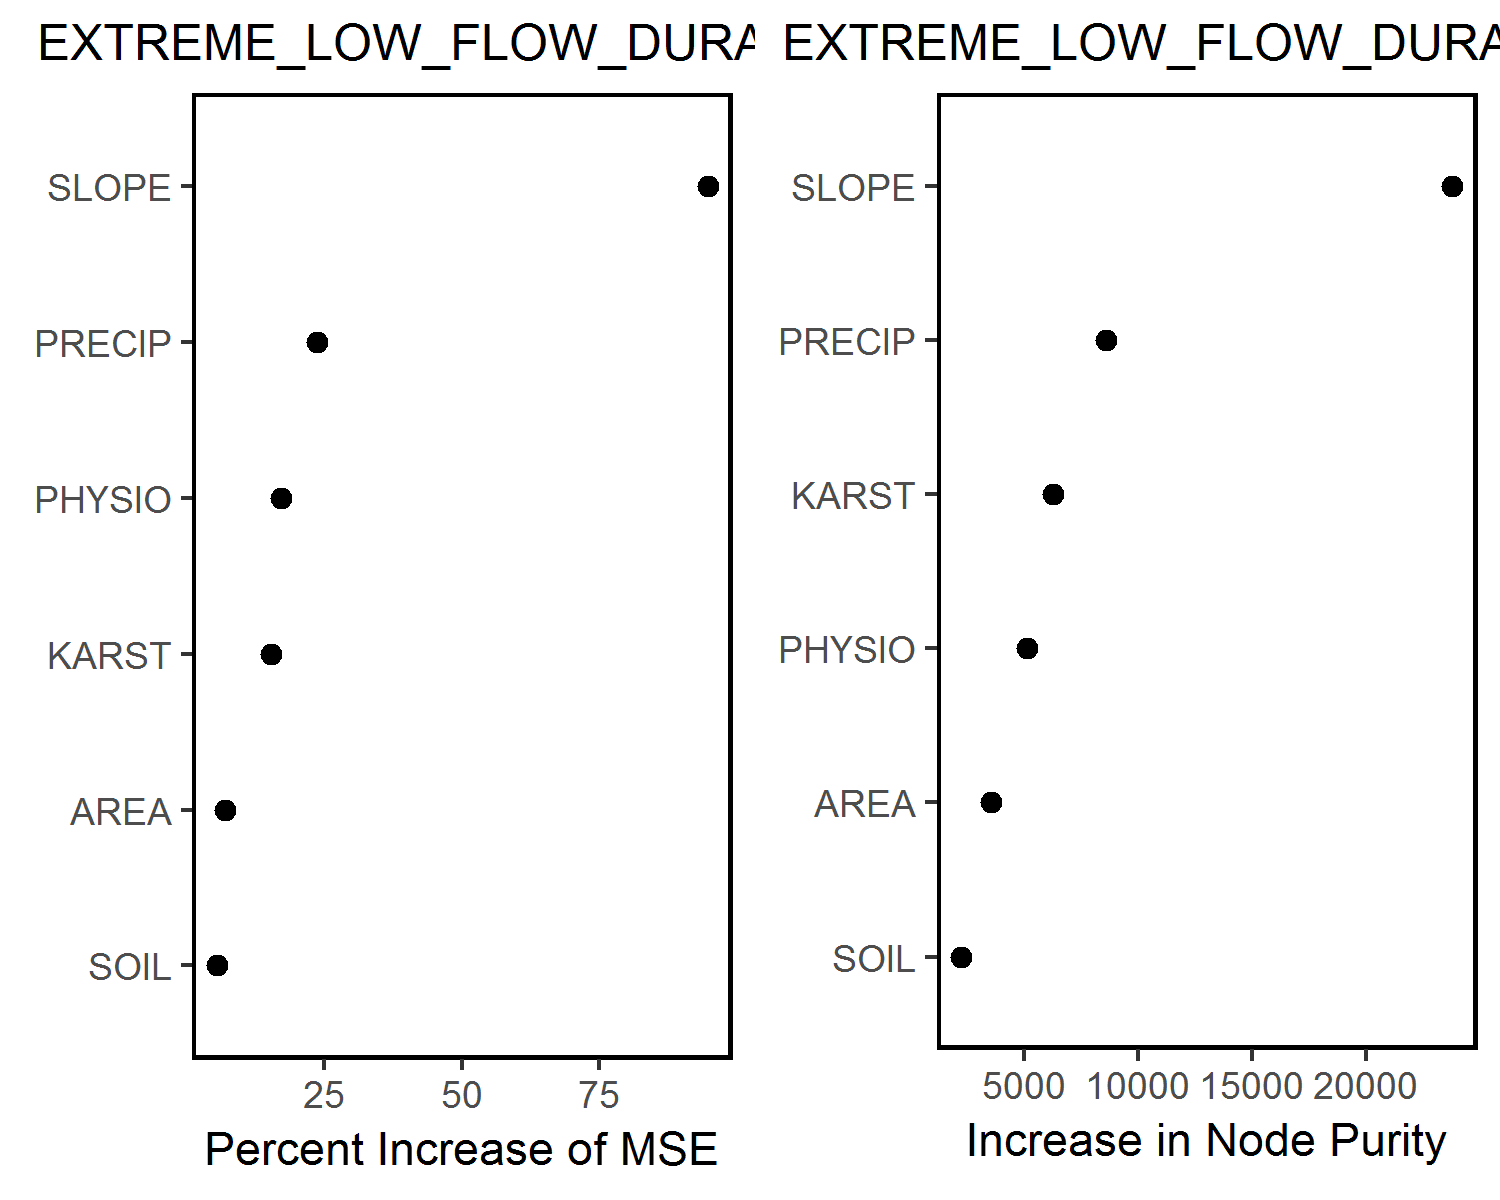 EXTREME_LOW_FLOW_DURA
SLOPE
PRECIP
PHYSIO
KARST
AREA
SOIL
25 50 75
Percent Increase of MSE
EXTREME_LOW_FLOW_DURA
SLOPE
PRECIP
KARST
PHYSIO
AREA
SOIL
5000 10000 15000 20000
Increase in Node Purity